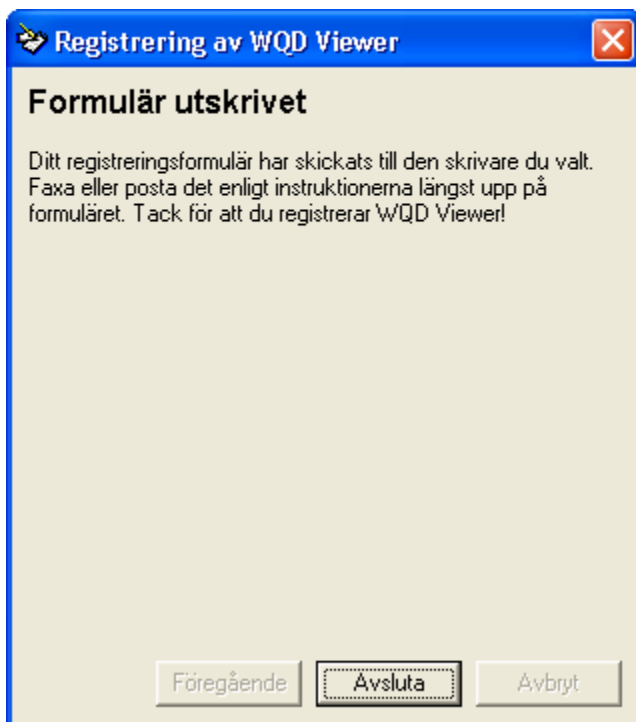 Registrering av WQD Viewer
Formulär utskrivet
Ditt registreringsformulär har skickats till den skrivare du valt.
Faxa eller posta det enligt instruktionerna längst upp på
formuläret. Tack för att du registrerar WQD Viewer!
Föregående Avsluta Avbryt